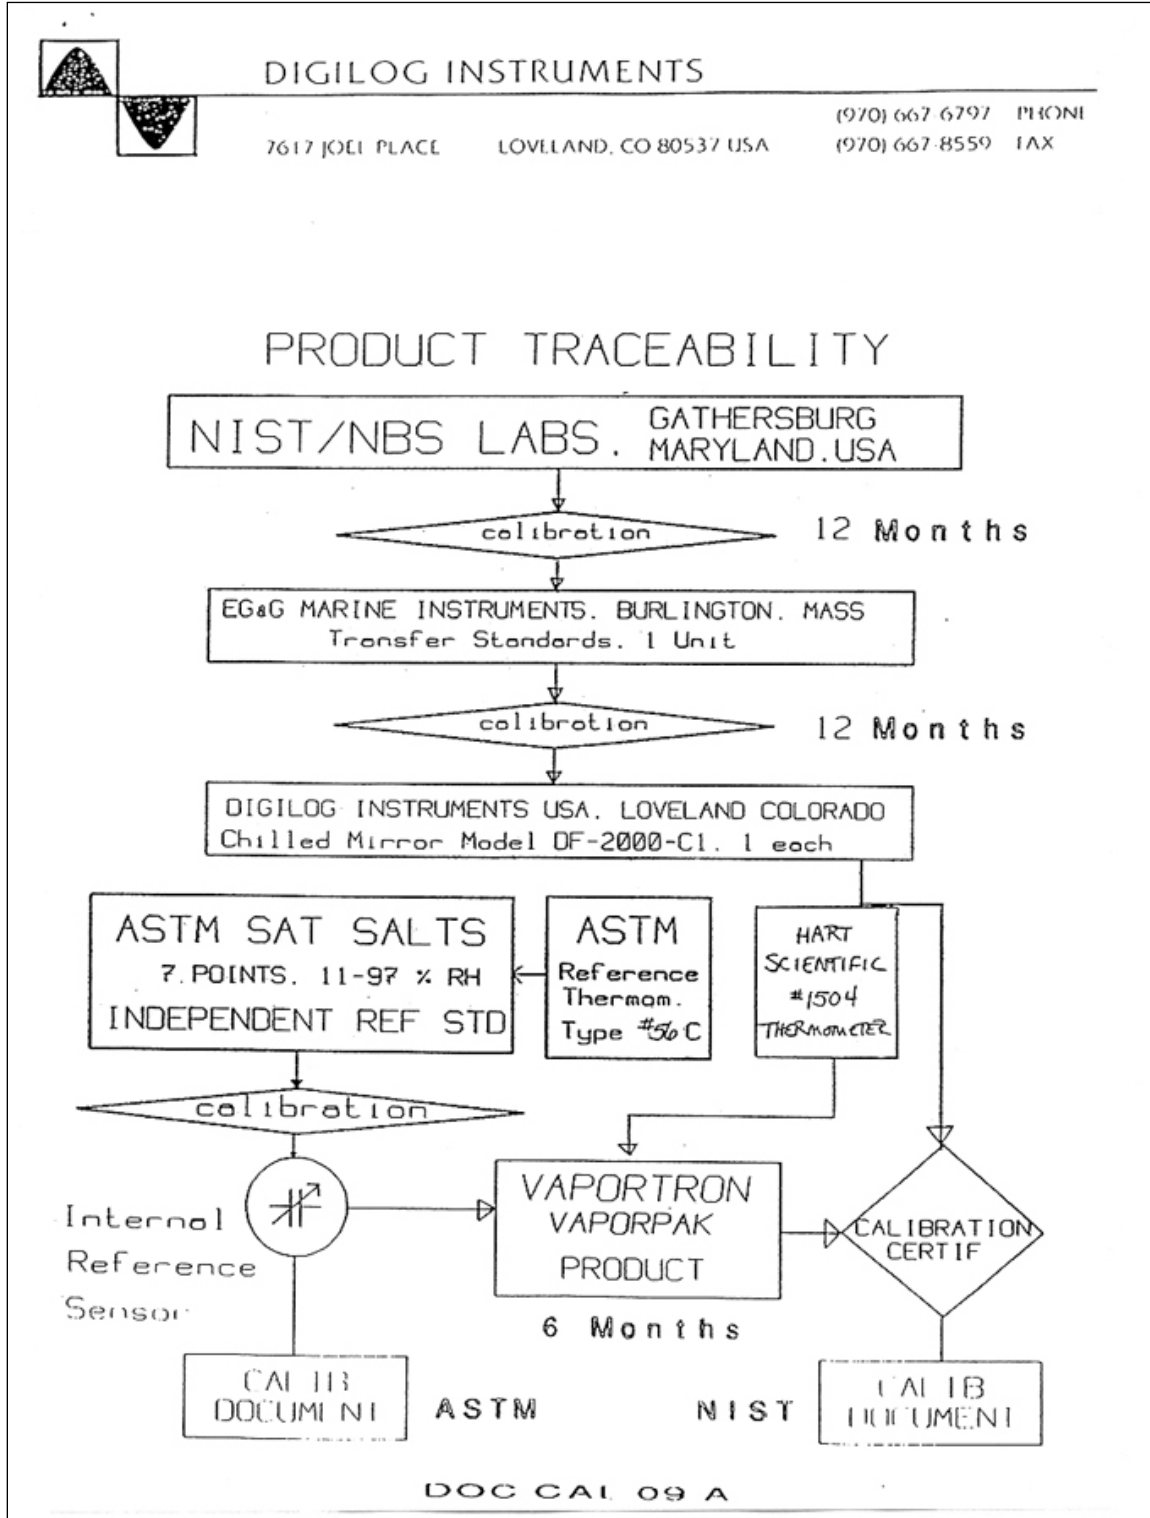 DIGILOG INSTRUMENTS
7617 JOEL PLACE LOVELAND, CO 80537 USA
(970) 667-6797 PHONE
(970) 667-8559 FAX
PRODUCT TRACEABILITY
NIST/NBS LABS. GATHERSBURG
MARYLAND.USA
calibration 12 Months
EG&G MARINE INSTRUMENTS. BURLINGTON. MASS
Transfer Standards. 1 Unit
calibration 12 Months
DIGILOG INSTRUMENTS USA. LOVELAND COLORADO
Chilled Mirror Model DF-2000-C1. 1 each
ASTM SAT SALTS
7.POINTS. 11-97 % RH
INDEPENDENT REF STD
ASTM
Reference
Thermom.
Type #56 C
HART
SCIENTIFIC
#1504
THERMOMETER
calibration
Internal
Reference
Sensor
VAPORTRON
VAPORPAK
PRODUCT
6 Months
CALIBRATION
CERTIF
CALIB
DOCUMENT
ASTM
NIST
CALIB
DOCUMENT
DOC CAL 09 A